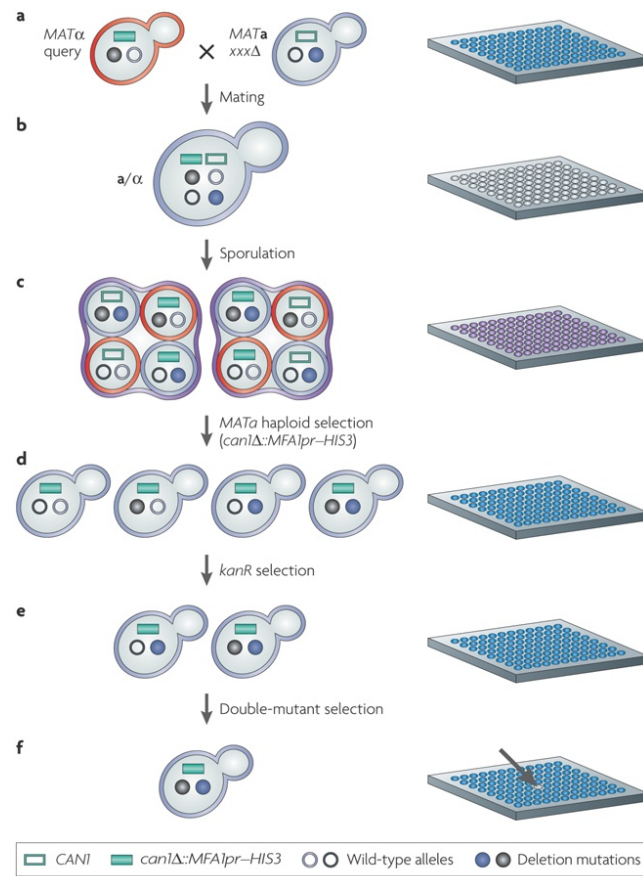 a
MATα
query
×
MATa
xxxΔ
Mating
b
a/α
Sporulation
c
MATa haploid selection
(can1Δ::MFA1pr–HIS3)
d
kanR selection
e
Double-mutant selection
f
CAN1 can1Δ::MFA1pr–HIS3 Wild-type alleles Deletion mutations